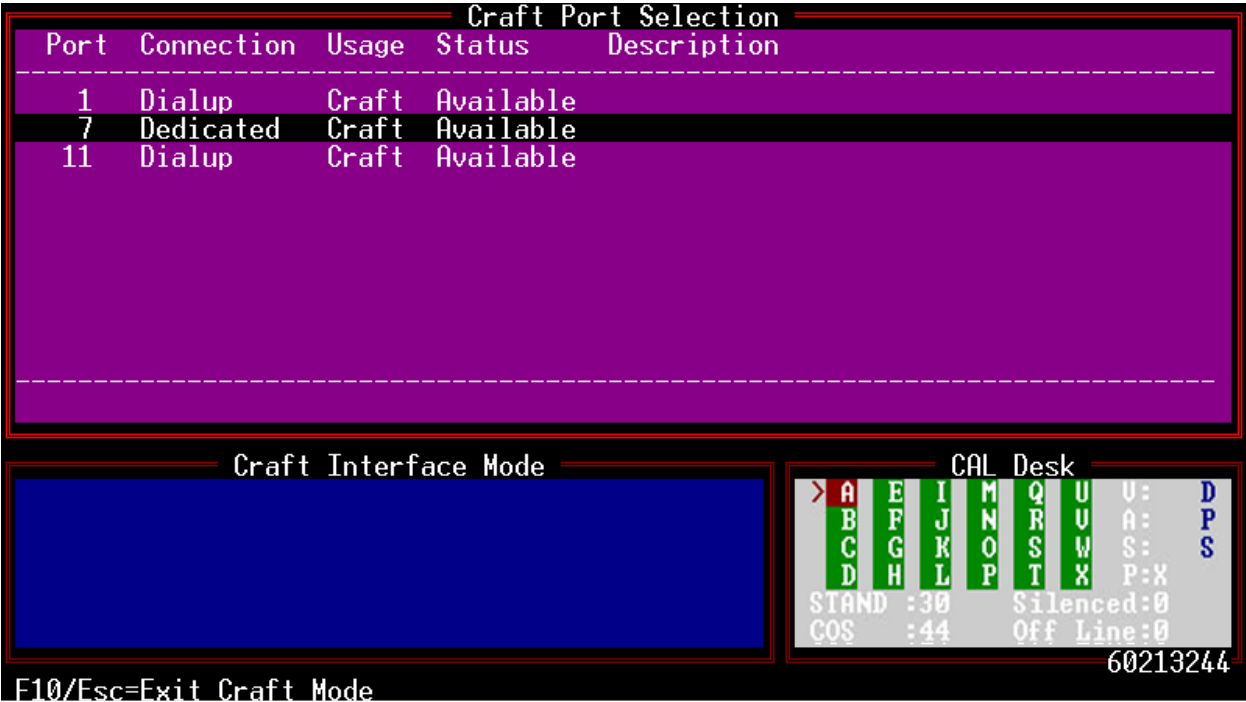 Craft Port Selection
Port Connection Usage Status Description
1 Dialup Craft Available
7 Dedicated Craft Available
11 Dialup Craft Available
Craft Interface Mode
CAL Desk
>A E I M Q U V: D
B F J N R V A: P
C G K O S W S: S
D H L P T X P:X
STAND :30 Silenced:0
COS :44 Off Line:0
60213244
F10/Esc=Exit Craft Mode